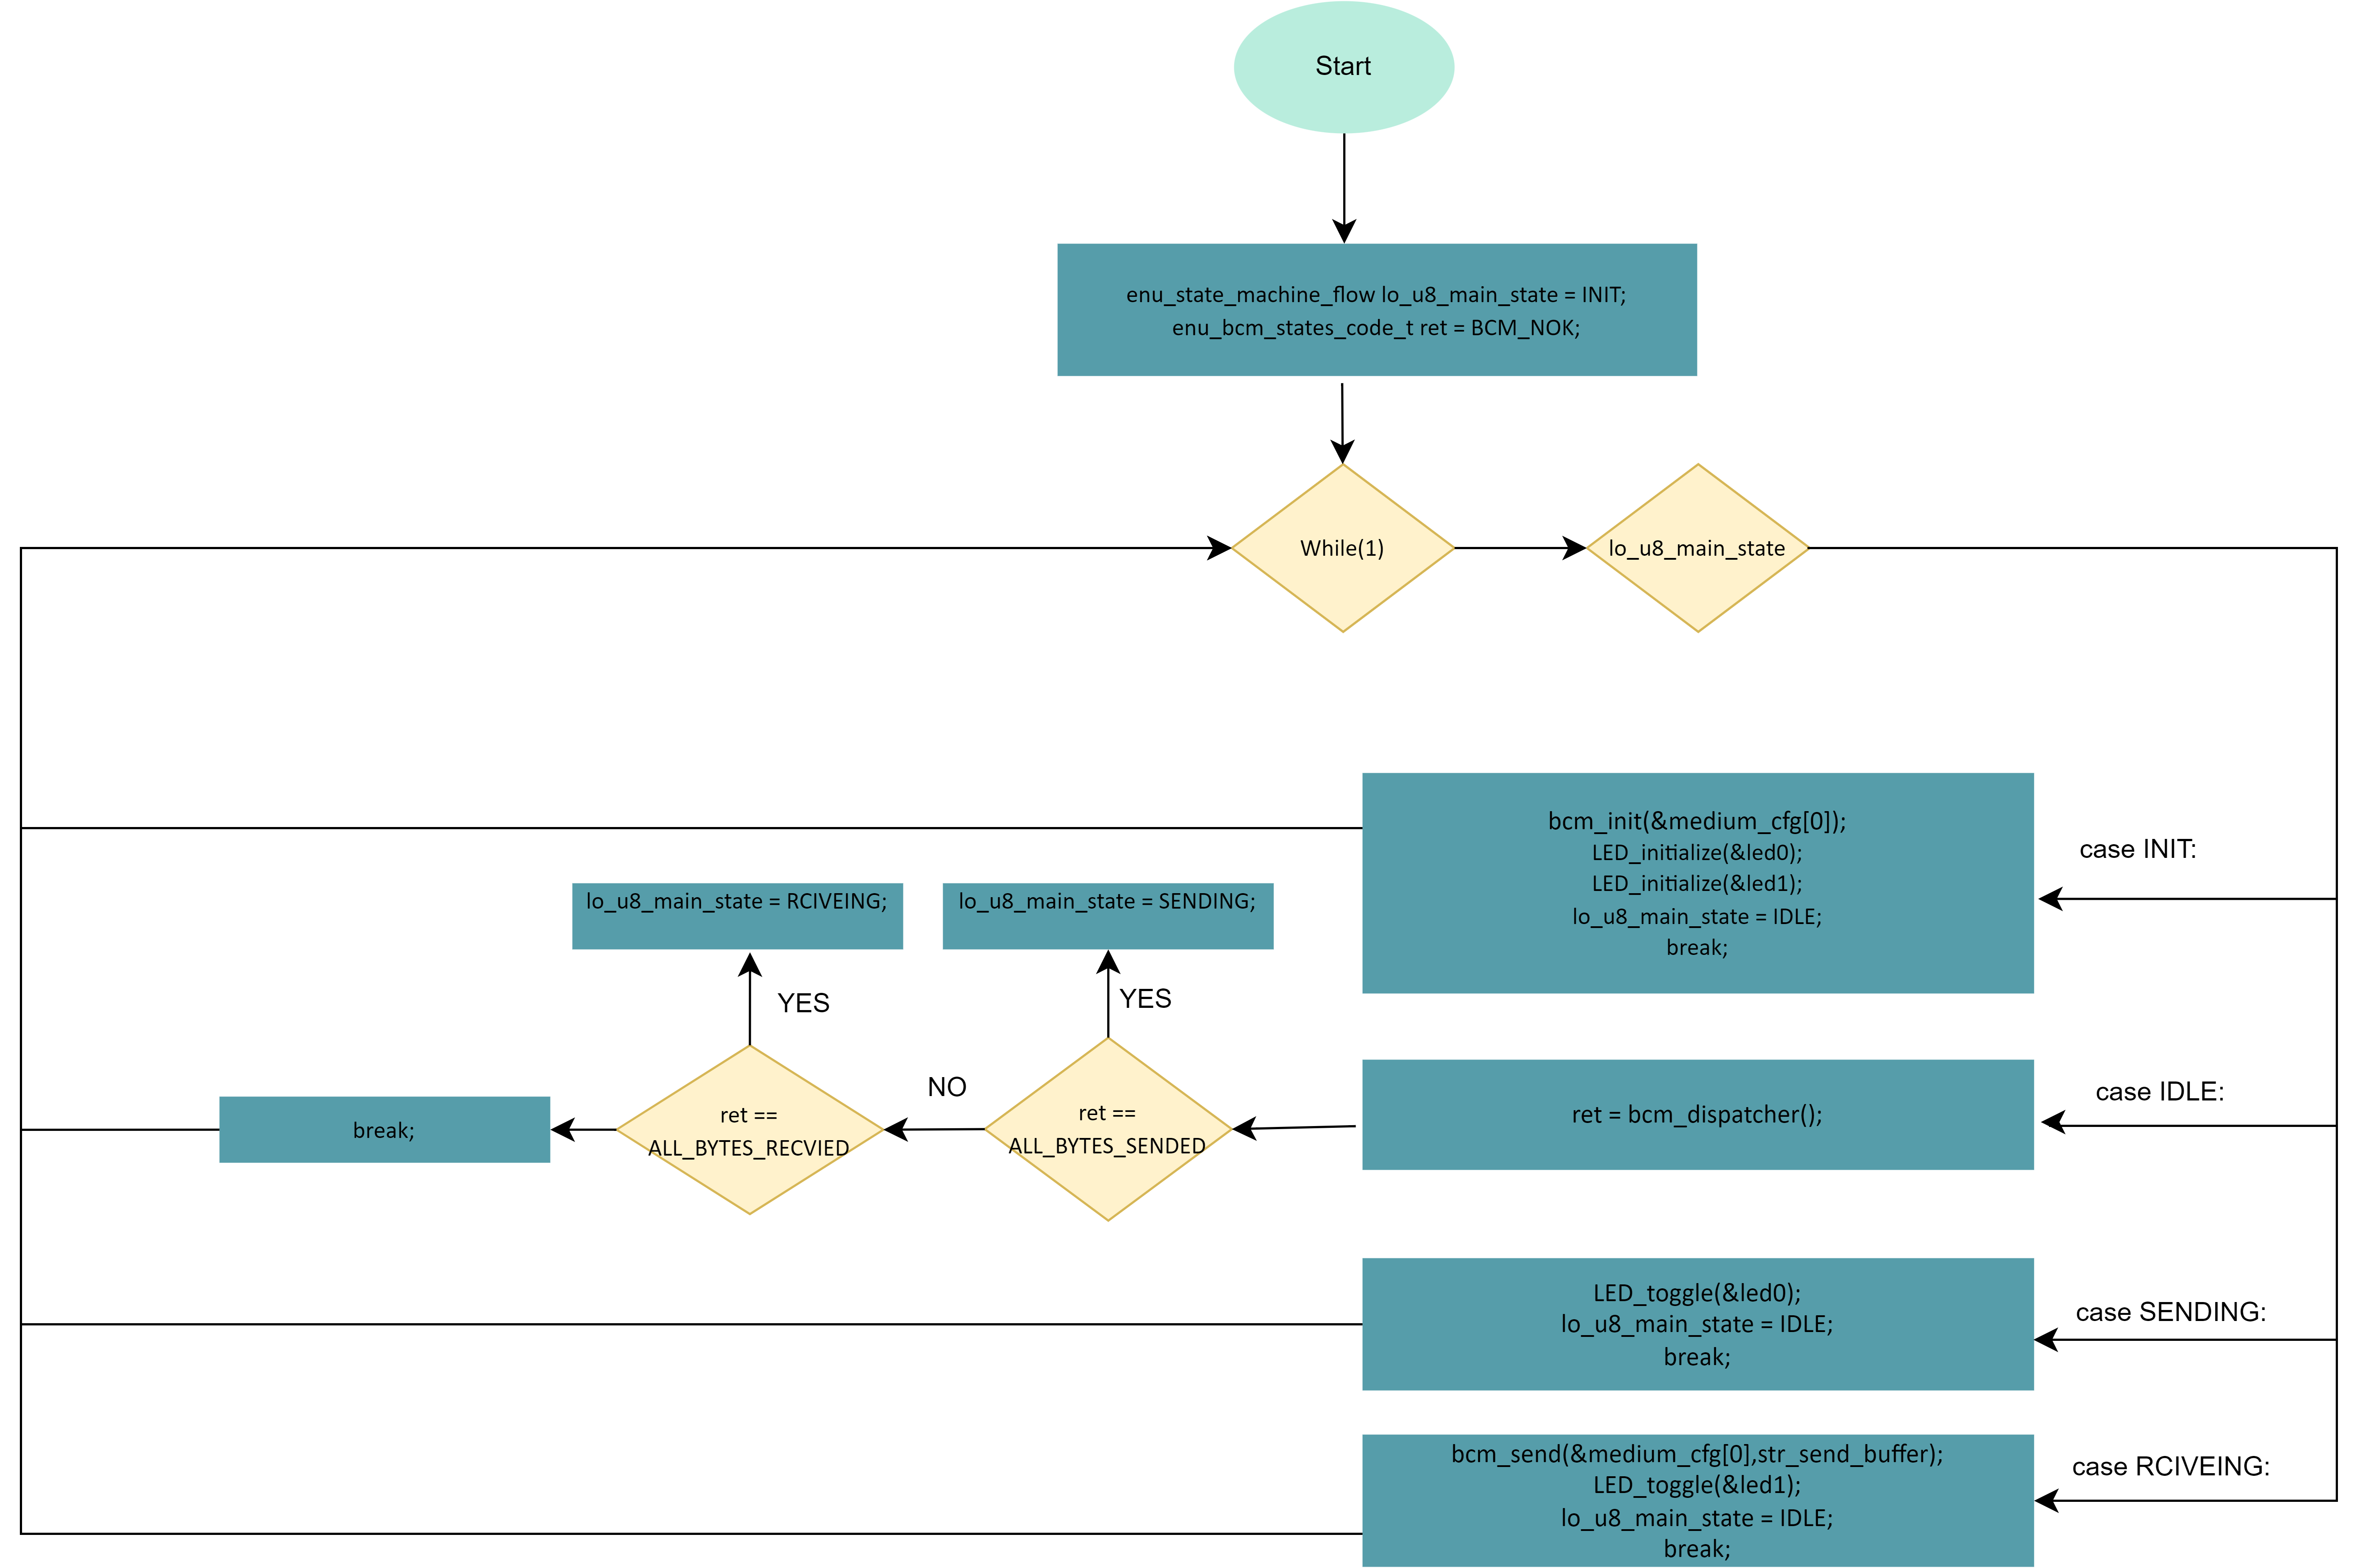 Start
enu_state_machine_flow lo_u8_main_state = INIT;
enu_bcm_states_code_t ret = BCM_NOK;
While(1)
lo_u8_main_state
bcm_init(&medium_cfg[0]);
LED_initialize(&led0);
LED_initialize(&led1);
lo_u8_main_state = IDLE;
break;
case INIT:
lo_u8_main_state = RCIVEING;
lo_u8_main_state = SENDING;
YES
YES
NO
break;
ret ==
ALL_BYTES_RECVIED
ret ==
ALL_BYTES_SENDED
ret = bcm_dispatcher();
case IDLE:
LED_toggle(&led0);
lo_u8_main_state = IDLE;
break;
case SENDING:
bcm_send(&medium_cfg[0],str_send_buffer);
LED_toggle(&led1);
lo_u8_main_state = IDLE;
break;
case RCIVEING: